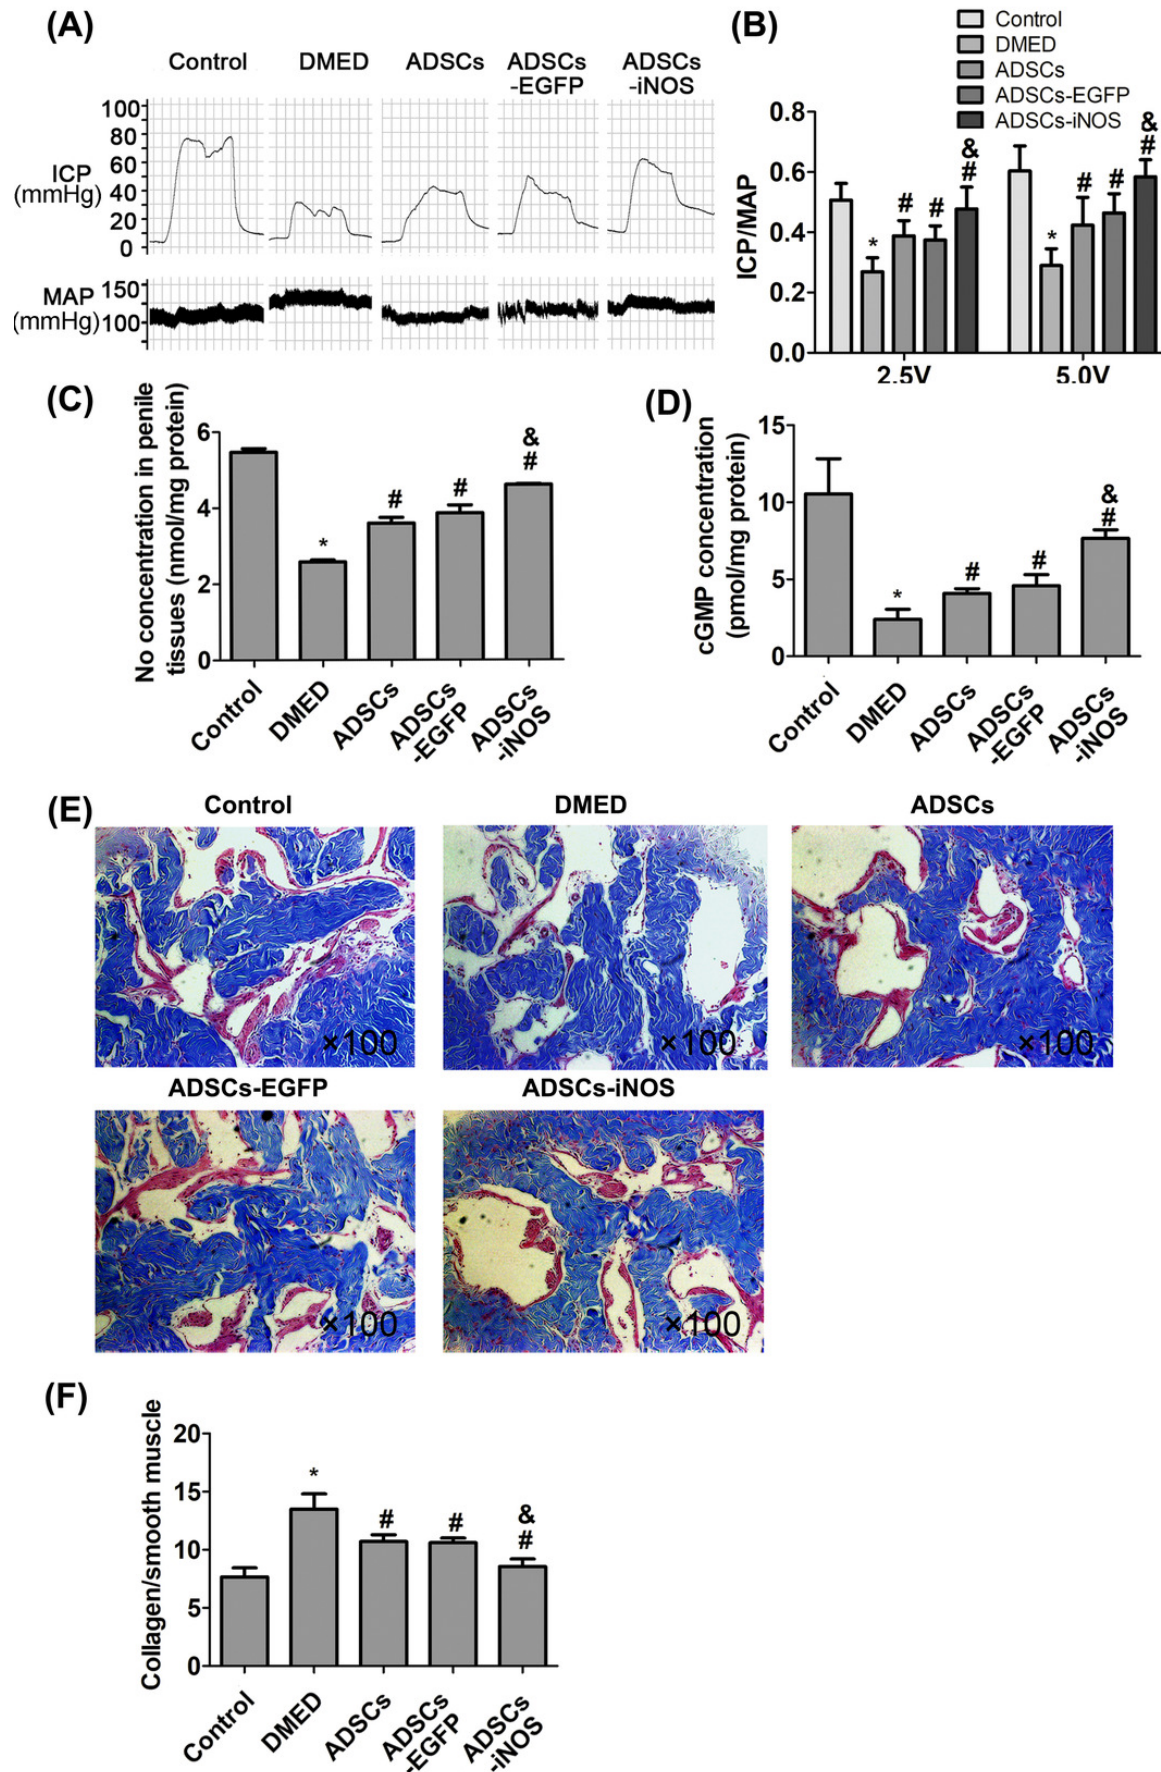 (A)
Control
DMED
ADSCs
ADSCs
-EGFP
ADSCs
-iNOS
100
80
60
40
20
0
ICP
(mmHg)
150
100
MAP
(mmHg)
(B)
Control
DMED
ADSCs
ADSCs-EGFP
ADSCs-iNOS
ICP/MAP
0.8
0.6
0.4
0.2
0.0
*
#
#
&
#
*
#
#
&
#
2.5V
5.0V
(C)
No concentration in penile
tissues (nmol/mg protein)
6
4
2
0
*
#
#
&
#
Control
DMED
ADSCs
ADSCs
-EGFP
ADSCs
-iNOS
(D)
cGMP concentration
(pmol/mg protein)
15
10
5
0
*
#
#
&
#
Control
DMED
ADSCs
ADSCs
-EGFP
ADSCs
-iNOS
(E)
Control
DMED
ADSCs
×100
×100
×100
ADSCs-EGFP
ADSCs-iNOS
×100
×100
(F)
Collagen/smooth muscle
20
15
10
5
0
*
#
#
&
#
Control
DMED
ADSCs
ADSCs
-EGFP
ADSCs
-iNOS